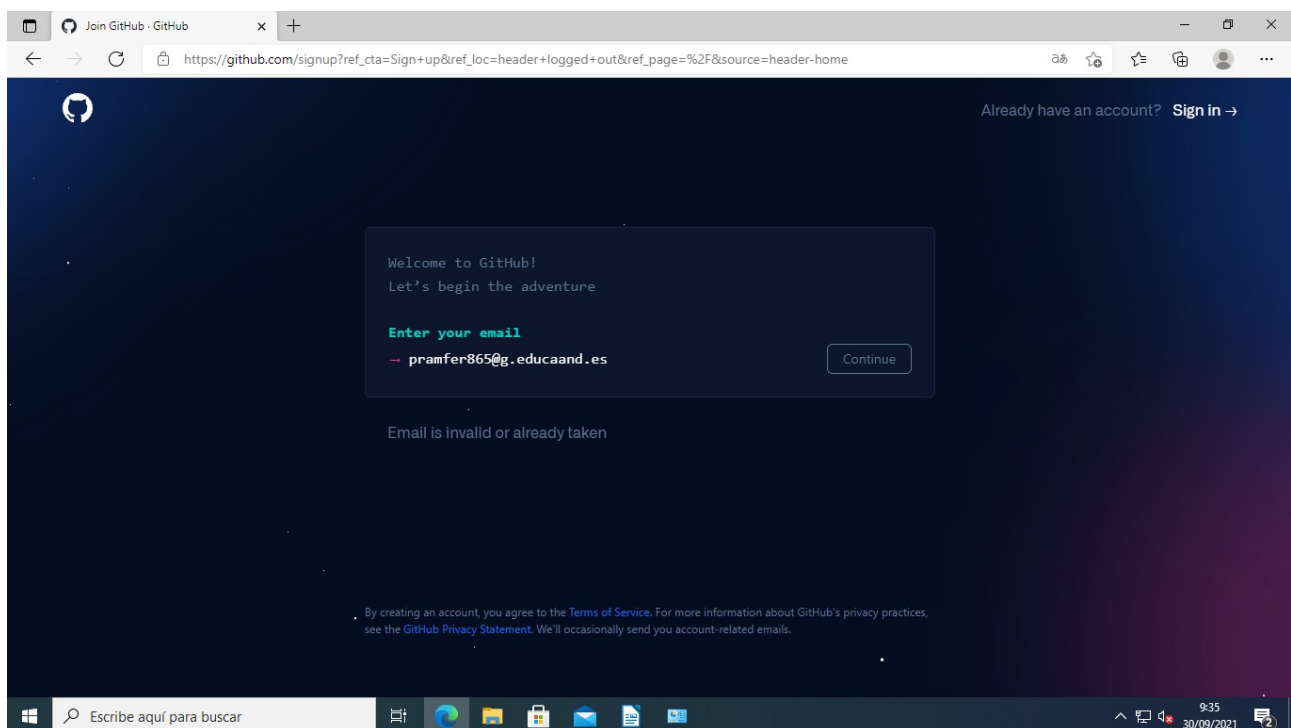 Join GitHub · GitHub
https://github.com/signup?ref_cta=Sign+up&ref_loc=header+logged+out&ref_page=%2F&source=header-home
aあ
Already have an account? Sign in →
Welcome to GitHub!
Let's begin the adventure
Enter your email
→ pramfer865@g.educaand.es
Continue
Email is invalid or already taken
By creating an account, you agree to the Terms of Service. For more information about GitHub's privacy practices,
see the GitHub Privacy Statement. We'll occasionally send you account-related emails.
Escribe aquí para buscar
9:35
30/09/2021
2